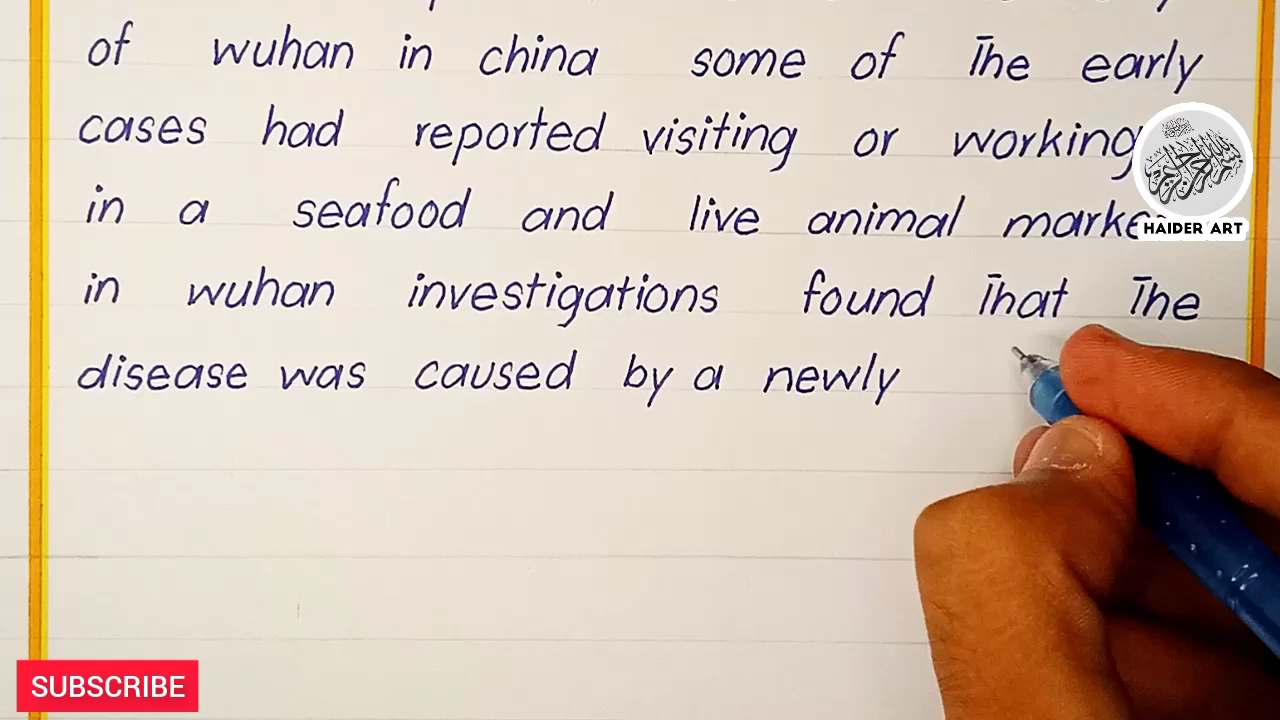 of wuhan in china some of The early
cases had reported visiting or working
in a seafood and live animal
in wuhan investigations found That The
disease was caused by a newly
HAIDER ART
SUBSCRIBE